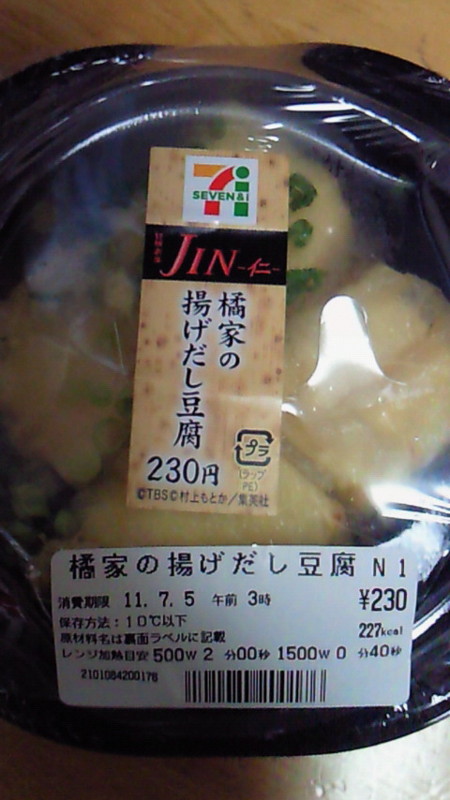 SEVEN&i
JIN-仁-
橘家の
揚げだし豆腐
230円
プラ
(ラップ
PE)
©TBS©村上もとか/集英社
橘家の揚げだし豆腐 N 1
消費期限 11.7.5 午前 3時
¥230
保存方法:10℃以下
原材料名は裏面ラベルに記載
227kcal
レンジ加熱目安 500W 2 分00秒 1500W 0 分40秒
2101084200176